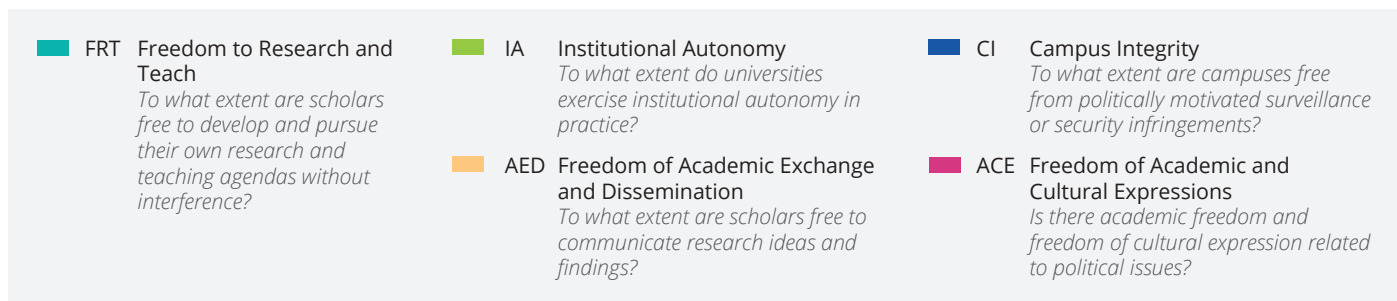 FRT Freedom to Research and
Teach
To what extent are scholars
free to develop and pursue
their own research and
teaching agendas without
interference?
IA Institutional Autonomy
To what extent do universities
exercise institutional autonomy in
practice?
AED Freedom of Academic Exchange
and Dissemination
To what extent are scholars free to
communicate research ideas and
findings?
CI Campus Integrity
To what extent are campuses free
from politically motivated surveillance
or security infringements?
ACE Freedom of Academic and
Cultural Expressions
Is there academic freedom and
freedom of cultural expression related
to political issues?